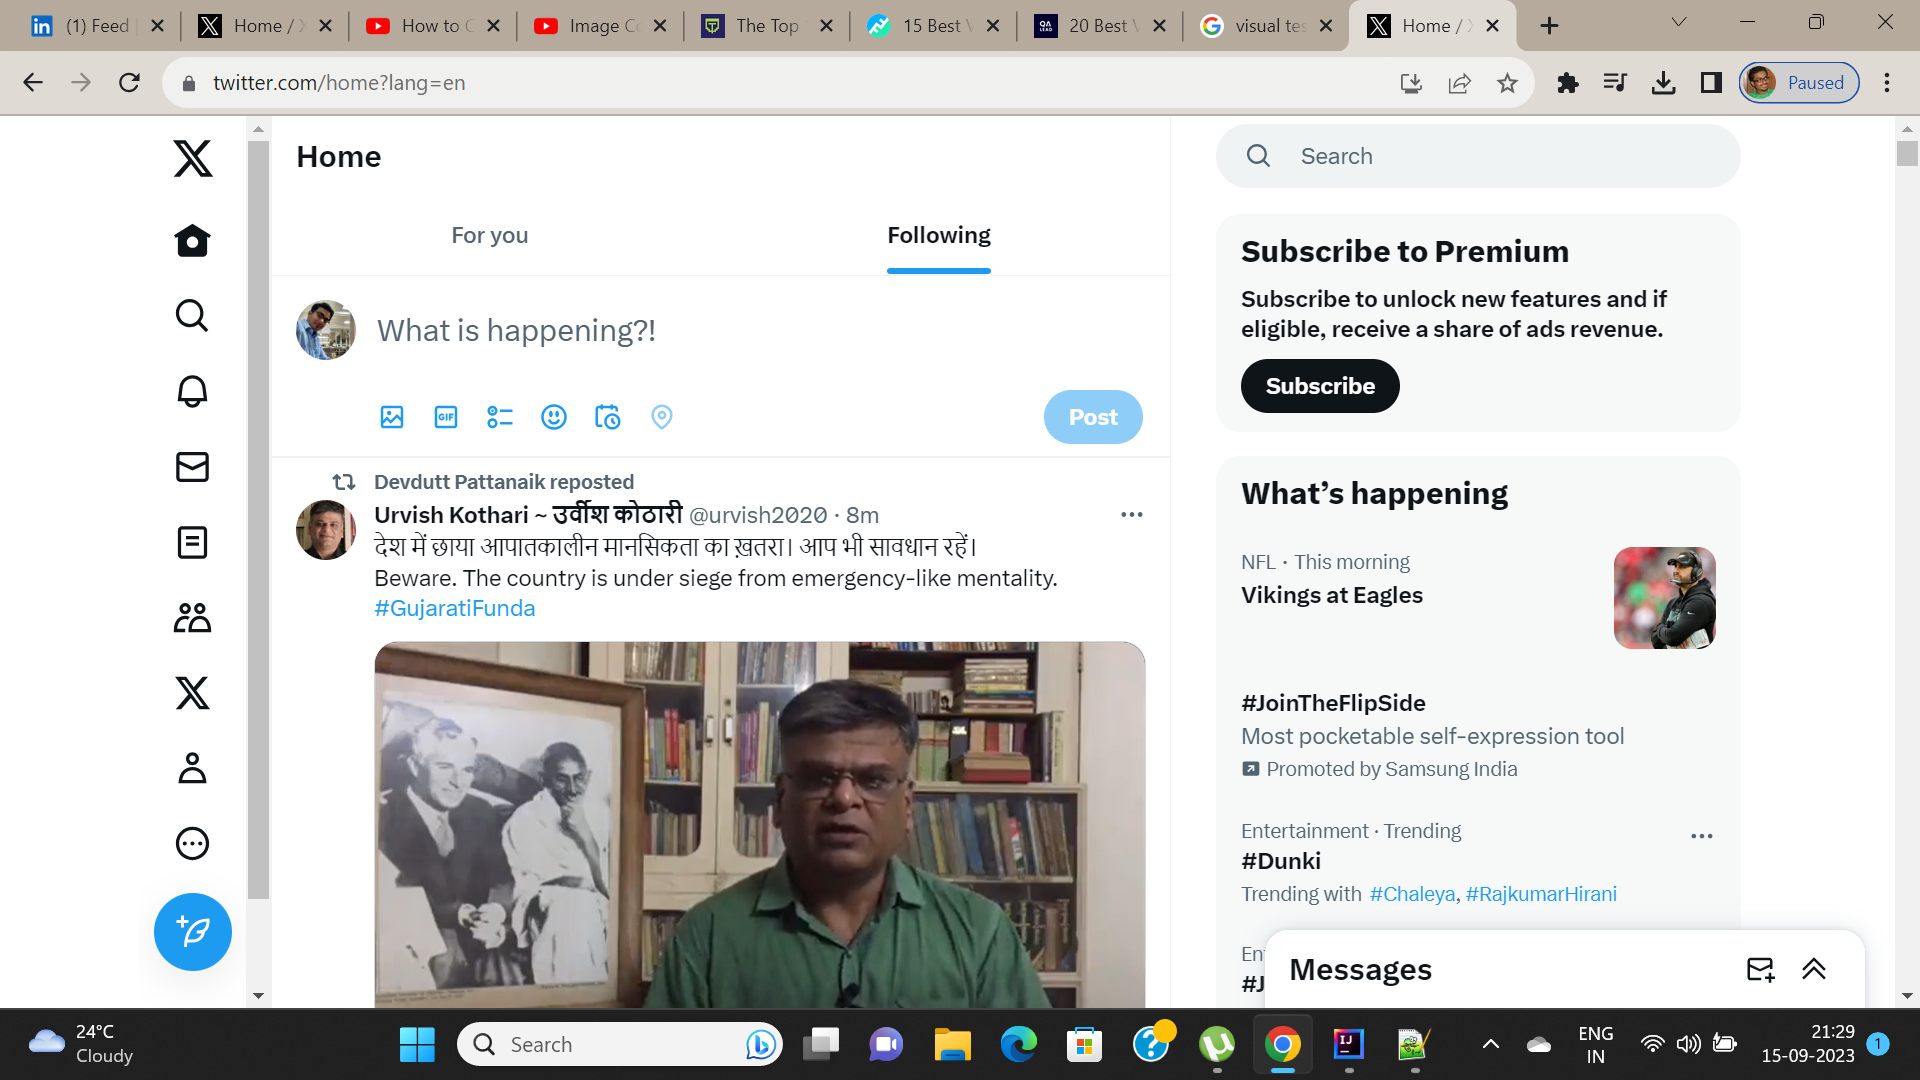 (1) Feed
Home / X
How to C
Image Co
The Top
15 Best V
20 Best V
visual tes
Home / X
twitter.com/home?lang=en
Paused
Home
For you
Following
What is happening?!
GIF
Post
Devdutt Pattanaik reposted
Urvish Kothari ~ उर्वीश कोठारी @urvish2020 · 8m
देश में छाया आपातकालीन मानसिकता का ख़तरा। आप भी सावधान रहें।
Beware. The country is under siege from emergency-like mentality.
#GujaratiFunda
Search
Subscribe to Premium
Subscribe to unlock new features and if
eligible, receive a share of ads revenue.
Subscribe
What’s happening
NFL · This morning
Vikings at Eagles
#JoinTheFlipSide
Most pocketable self-expression tool
Promoted by Samsung India
Entertainment · Trending
#Dunki
Trending with #Chaleya, #RajkumarHirani
En
#J
Messages
24°C
Cloudy
Search
ENG
IN
21:29
15-09-2023
1